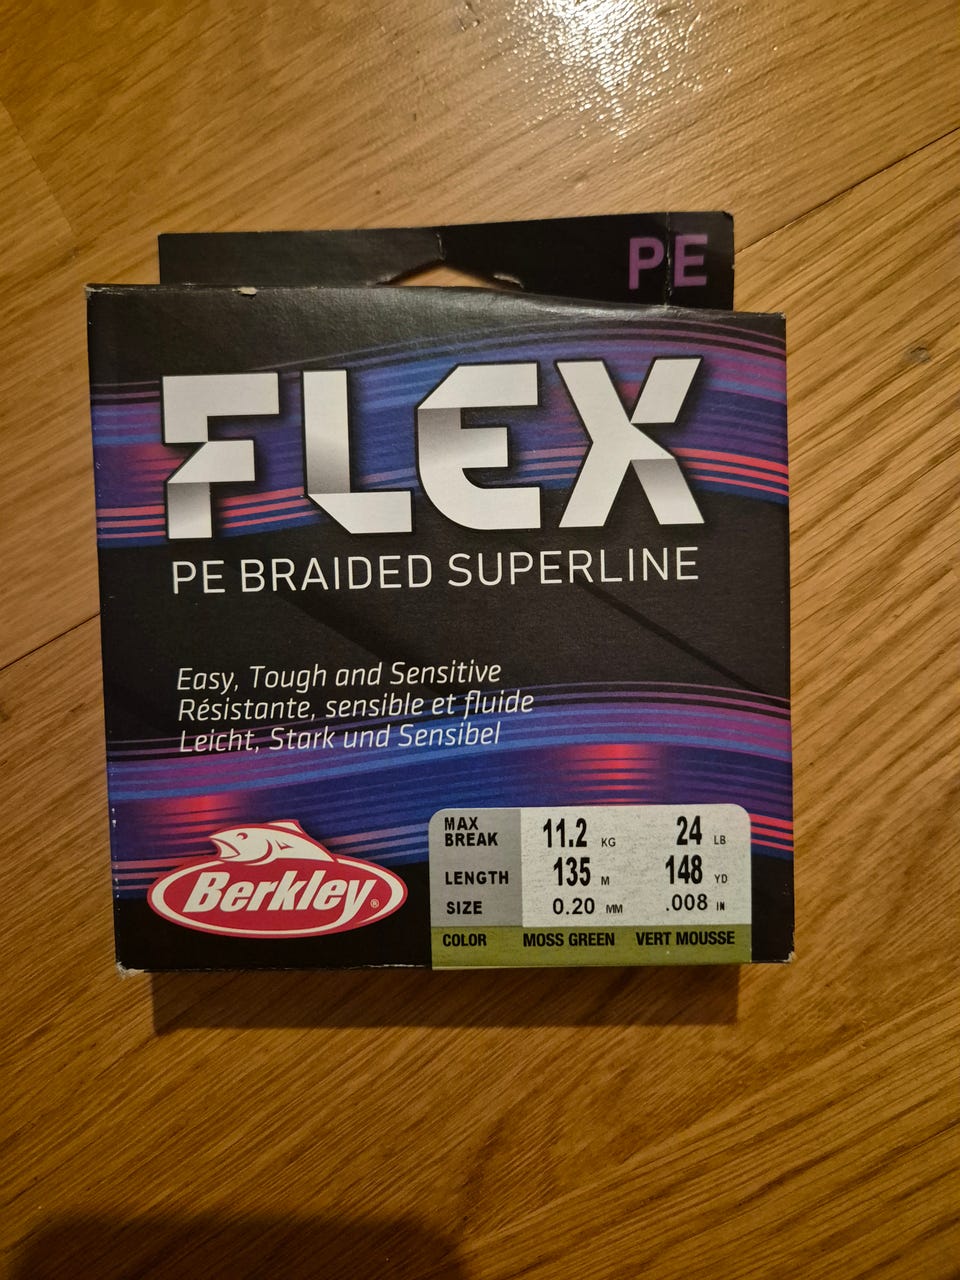 PE
FLEX
PE BRAIDED SUPERLINE
Easy, Tough and Sensitive
Résistante, sensible et fluide
Leicht, Stark und Sensibel
Berkley®
MAX BREAK 11.2 KG 24 LB
LENGTH 135 M 148 YD
SIZE 0.20 MM .008 IN
COLOR MOSS GREEN VERT MOUSSE